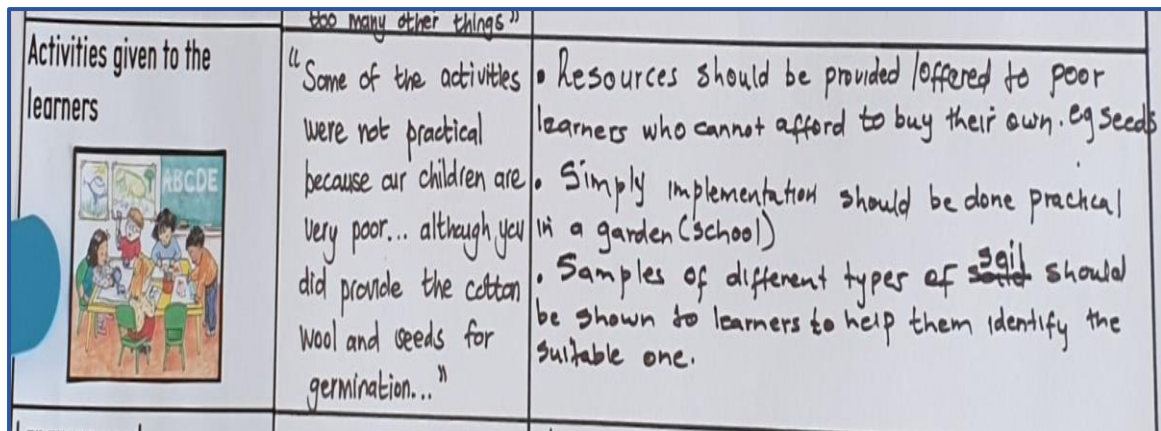 too many other things"
Activities given to the
learners
ABCDE
"Some of the activities
were not practical
because our children are
very poor... although you
did provide the cotton
wool and seeds for
germination..."
• Resources should be provided /offered to poor
learners who cannot afford to buy their own. eg seeds
• Simply implementation should be done practical
in a garden (school)
• Samples of different types of soil should
be shown to learners to help them identify the
suitable one.